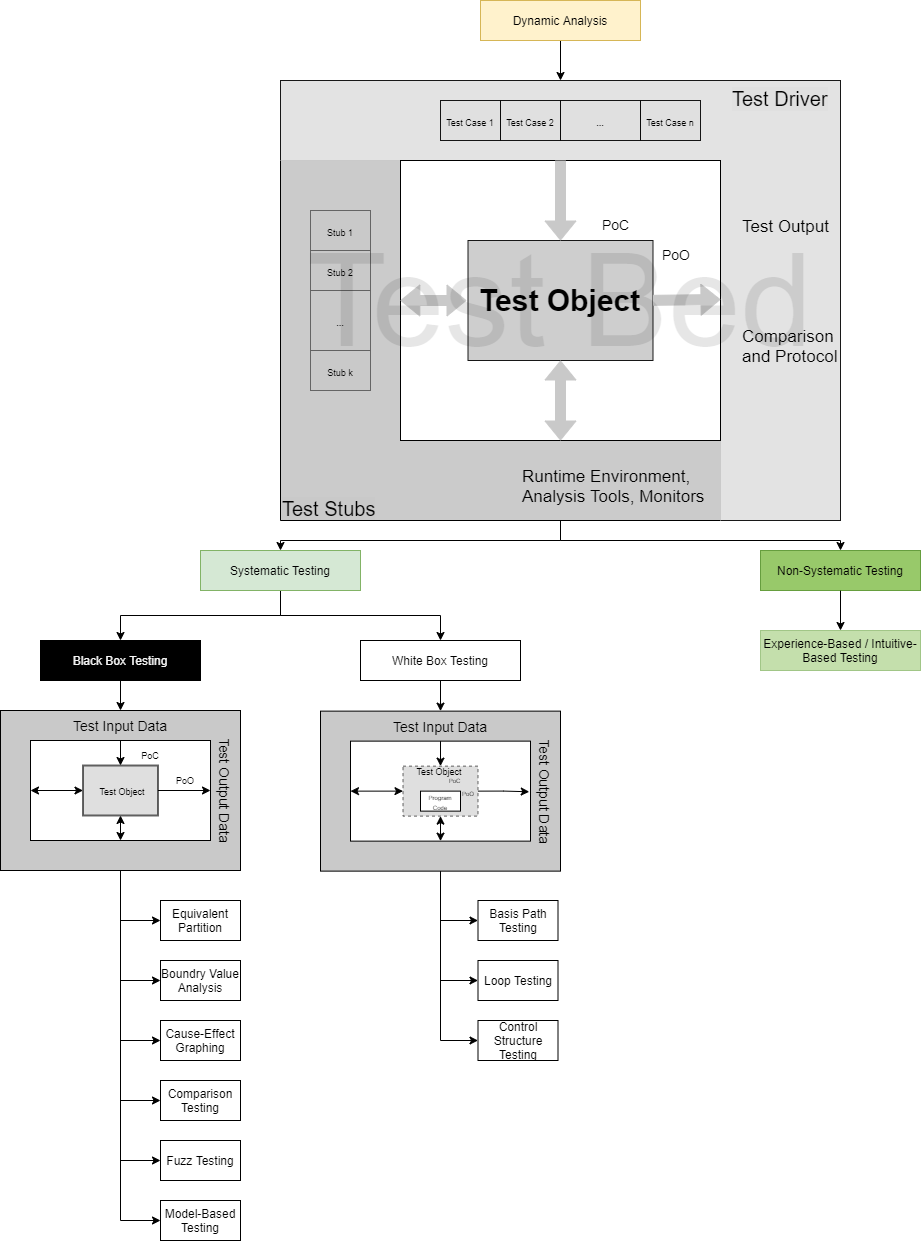 Dynamic Analysis
Test Driver
Test Case 1
Test Case 2
...
Test Case n
Stub 1
Stub 2
...
Stub k
Test Bed
PoC
PoO
Test Object
Test Output
Comparison
and Protocol
Runtime Environment,
Analysis Tools, Monitors
Test Stubs
Systematic Testing
Non-Systematic Testing
Black Box Testing
White Box Testing
Experience-Based / Intuitive-
Based Testing
Test Input Data
PoC
PoO
Test Object
Test Output Data
Test Input Data
Test Object
PoC
PoO
Program
Code
Test Output Data
Equivalent
Partition
Boundry Value
Analysis
Cause-Effect
Graphing
Comparison
Testing
Fuzz Testing
Model-Based
Testing
Basis Path
Testing
Loop Testing
Control
Structure
Testing